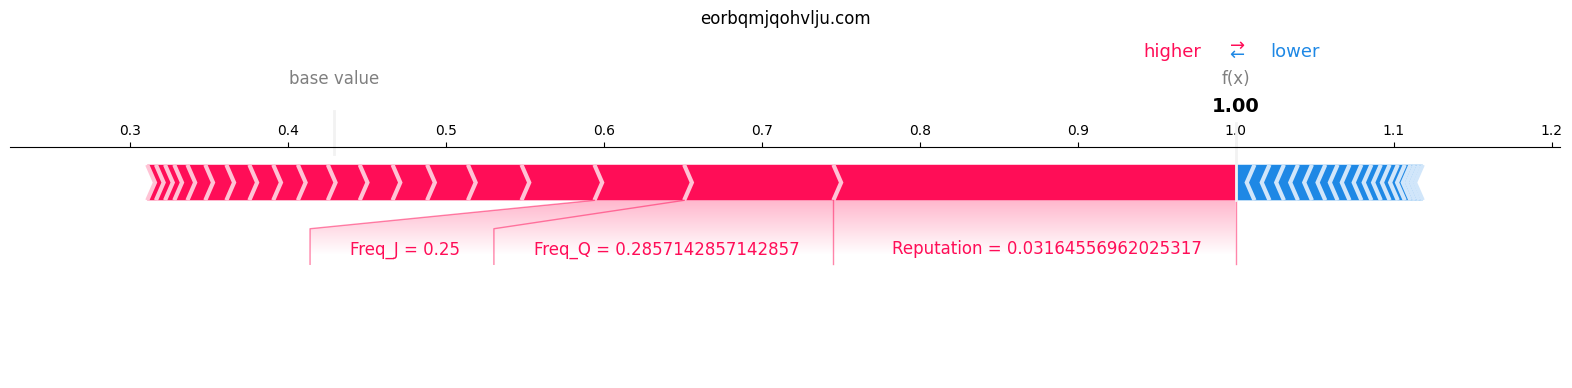 eorbqmjqohvlju.com
higher → ← lower
base value f(x)
1.00
0.3 0.4 0.5 0.6 0.7 0.8 0.9 1.0 1.1 1.2
Freq_J = 0.25 Freq_Q = 0.2857142857142857 Reputation = 0.03164556962025317